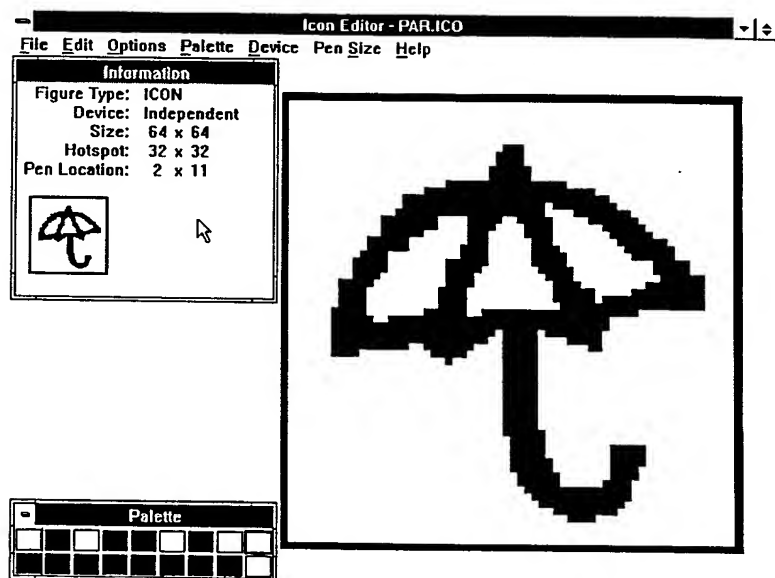 Icon Editor - PAR.ICO
File Edit Options Palette Device Pen Size Help
Information
Figure Type: ICON
Device: Independent
Size: 64 x 64
Hotspot: 32 x 32
Pen Location: 2 x 11
Palette